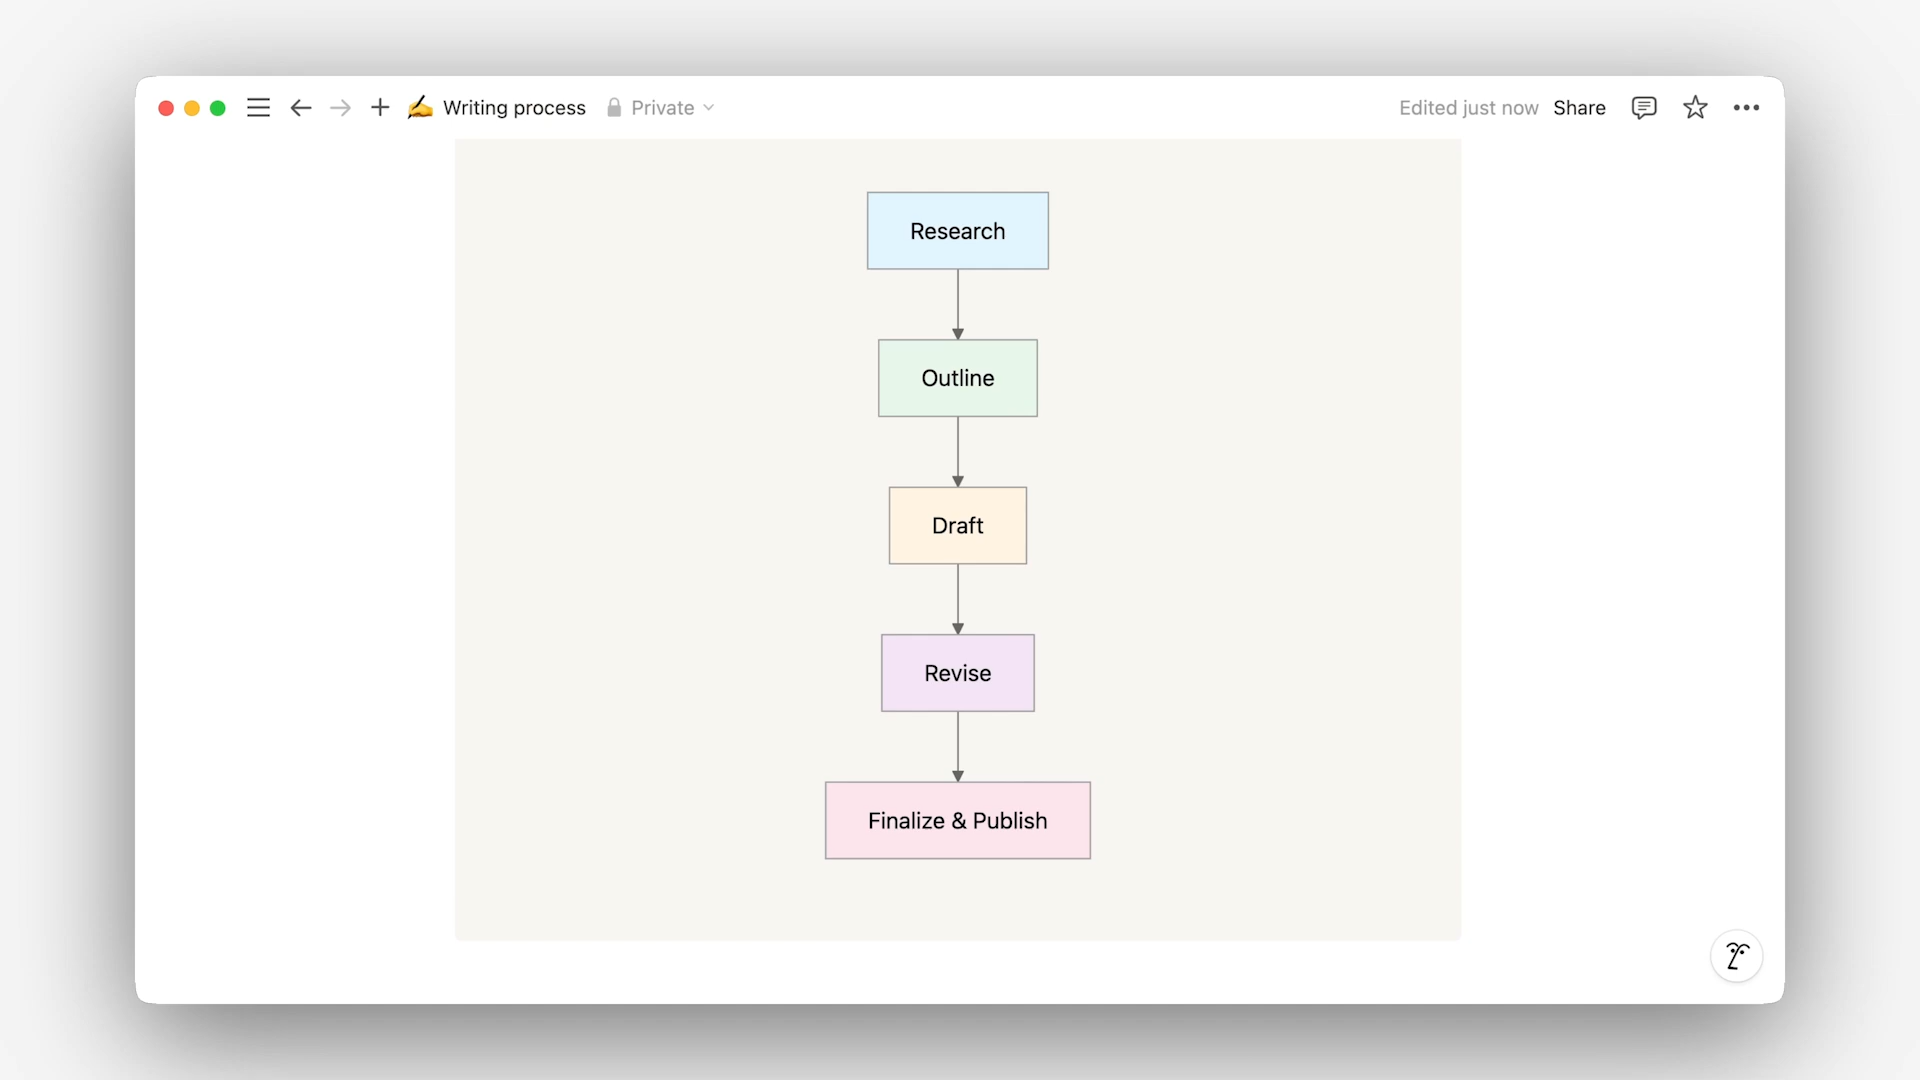 Writing process Private Edited just now Share
Research
Outline
Draft
Revise
Finalize & Publish